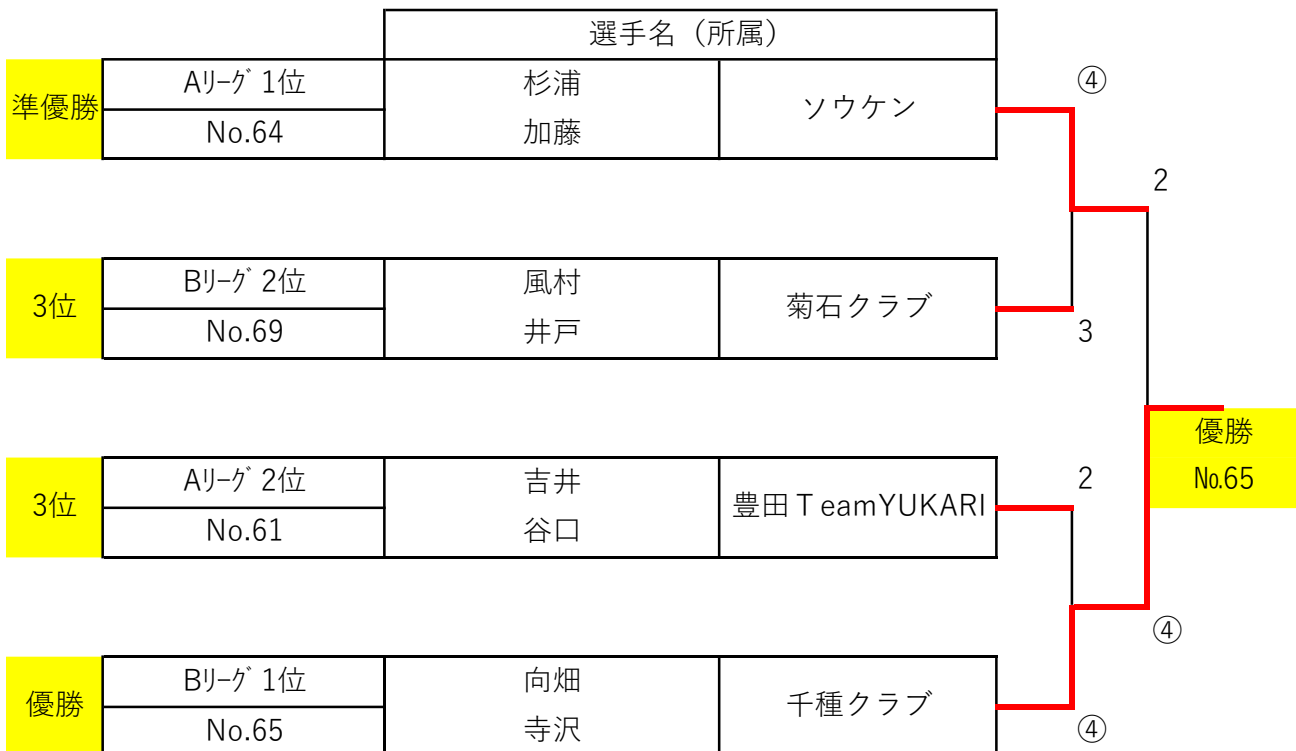 選手名（所属）
準優勝
Aﾘｰｸﾞ 1位
No.64
杉浦
加藤
ソウケン
④
2
3位
Bﾘｰｸﾞ 2位
No.69
風村
井戸
菊石クラブ
3
優勝
№65
3位
Aﾘｰｸﾞ 2位
No.61
吉井
谷口
豊田ＴeamYUKARI
2
④
優勝
Bﾘｰｸﾞ 1位
No.65
向畑
寺沢
千種クラブ
④